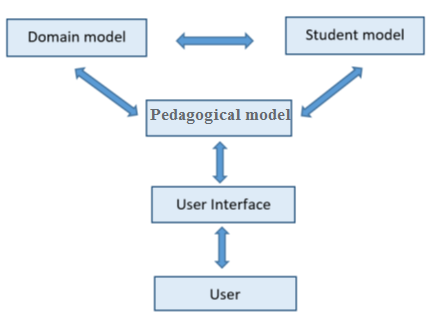 Domain model
Student model
Pedagogical model
User Interface
User